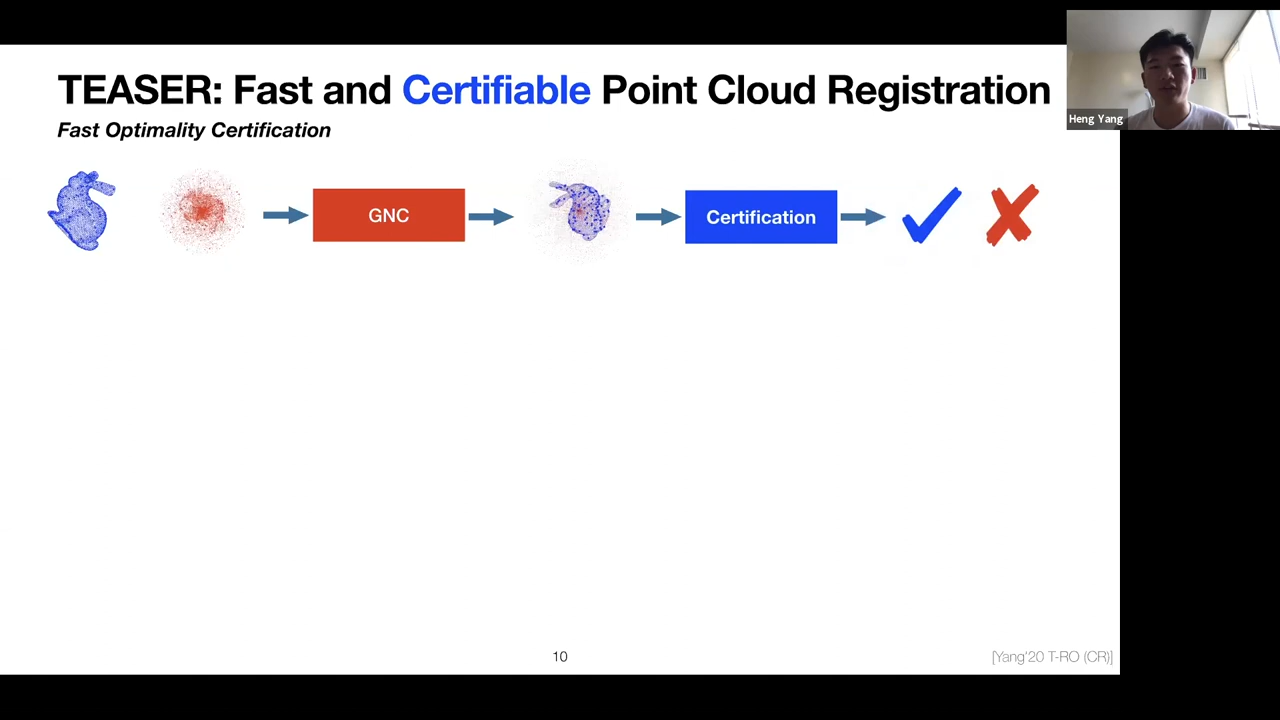 TEASER: Fast and Certifiable Point Cloud Registration
Fast Optimality Certification
Heng Yang
GNC
Certification
10
[Yang'20 T-RO (CR)]